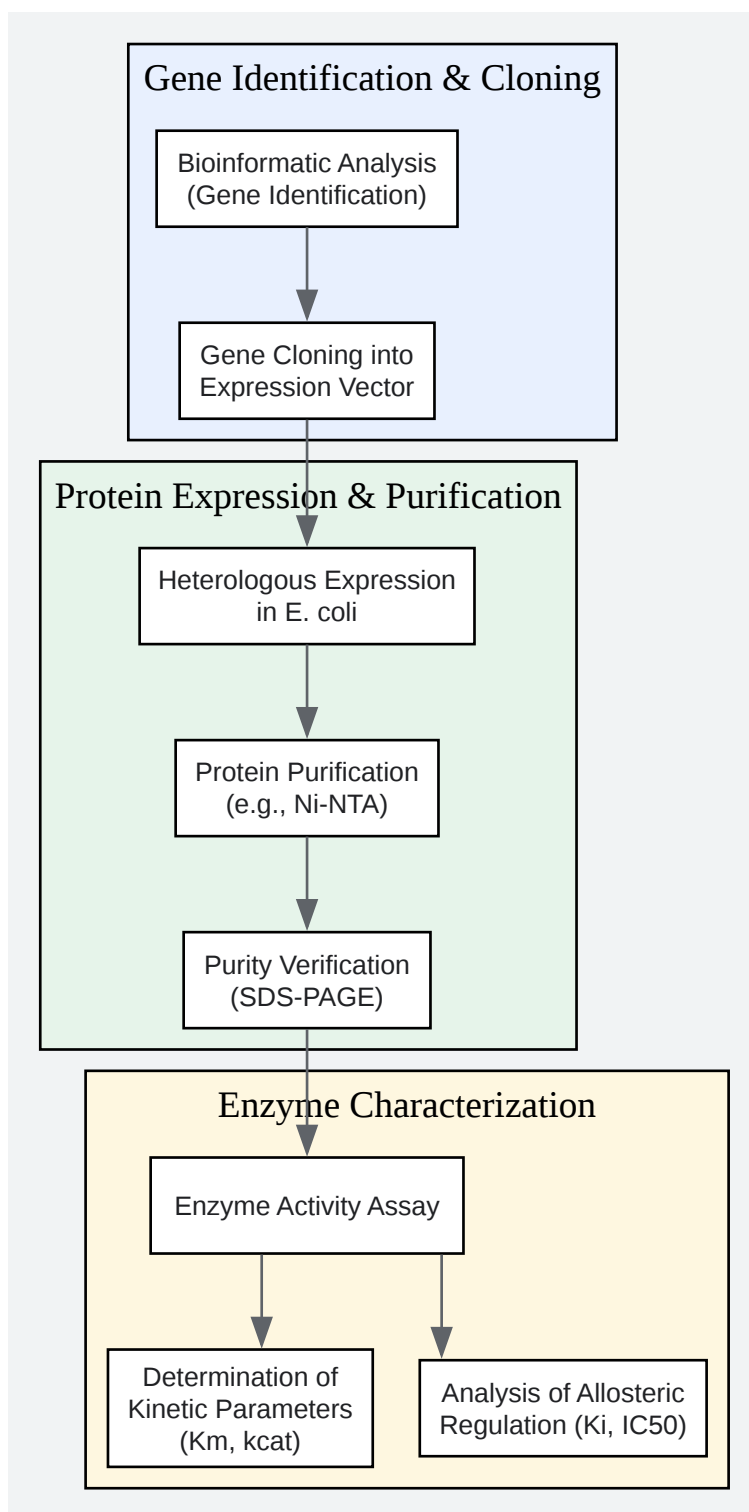 Gene Identification & Cloning
Bioinformatic Analysis
(Gene Identification)
Gene Cloning into
Expression Vector
Protein Expression & Purification
Heterologous Expression
in E. coli
Protein Purification
(e.g., Ni-NTA)
Purity Verification
(SDS-PAGE)
Enzyme Characterization
Enzyme Activity Assay
Determination of
Kinetic Parameters
(Km, kcat)
Analysis of Allosteric
Regulation (Ki, IC50)